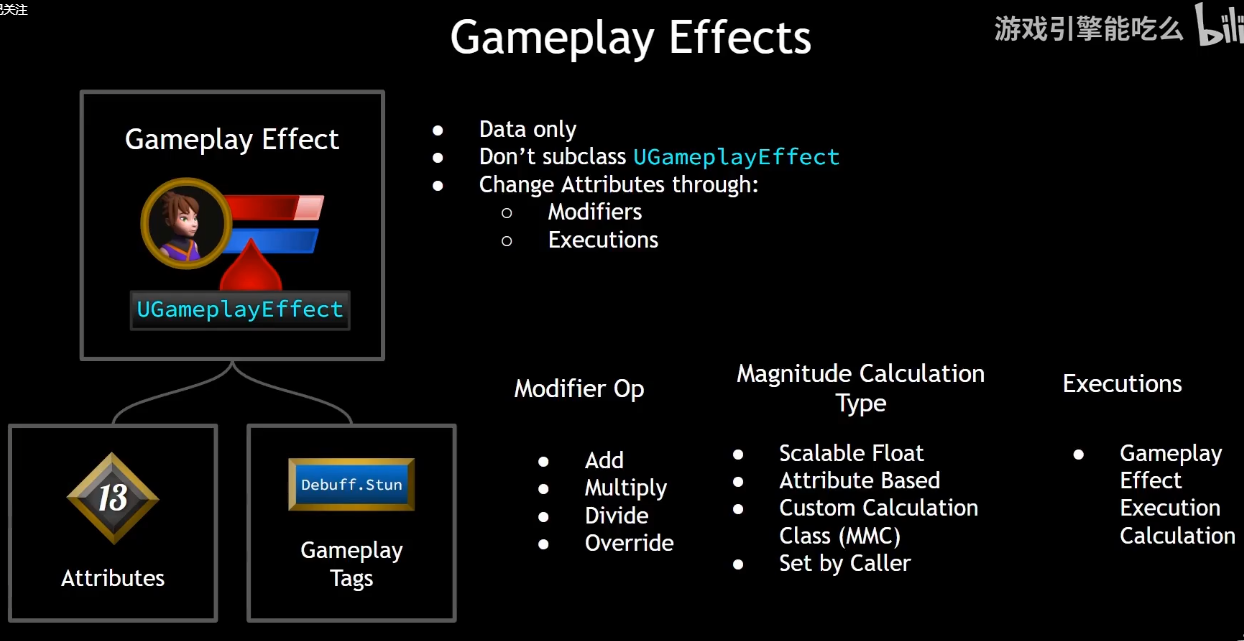 已关注
Gameplay Effects
游戏引擎能吃么
bili
Gameplay Effect
UGameplayEffect
Attributes
13
Debuff.Stun
Gameplay
Tags
● Data only
● Don't subclass UGameplayEffect
● Change Attributes through:
○ Modifiers
○ Executions
Modifier Op
● Add
● Multiply
● Divide
● Override
Magnitude Calculation
Type
● Scalable Float
● Attribute Based
● Custom Calculation
Class (MMC)
● Set by Caller
Executions
● Gameplay
Effect
Execution
Calculation